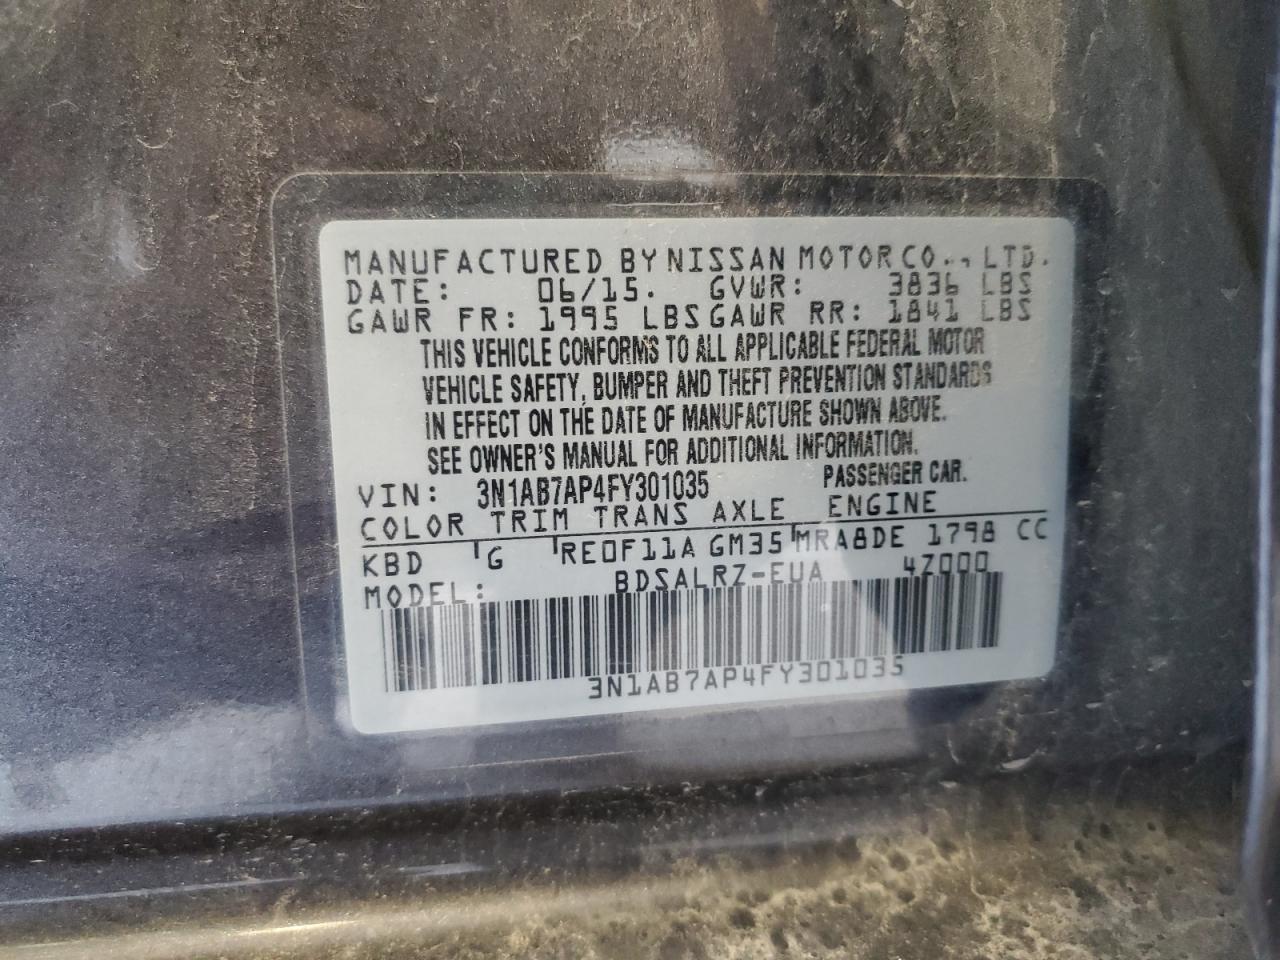 MANUFACTURED BY NISSAN MOTOR CO., LTD.
DATE: 06/15. GVWR: 3836 LBS
GAWR FR: 1995 LBS GAWR RR: 1841 LBS
THIS VEHICLE CONFORMS TO ALL APPLICABLE FEDERAL MOTOR
VEHICLE SAFETY, BUMPER AND THEFT PREVENTION STANDARDS
IN EFFECT ON THE DATE OF MANUFACTURE SHOWN ABOVE.
SEE OWNER'S MANUAL FOR ADDITIONAL INFORMATION.
VIN: 3N1AB7AP4FY301035 PASSENGER CAR.
COLOR TRIM TRANS AXLE ENGINE
KBD G RE0F11A GM35 MRA8DE 1798 CC
MODEL: BDSALRZ-EUA 4Z000
3N1AB7AP4FY301035